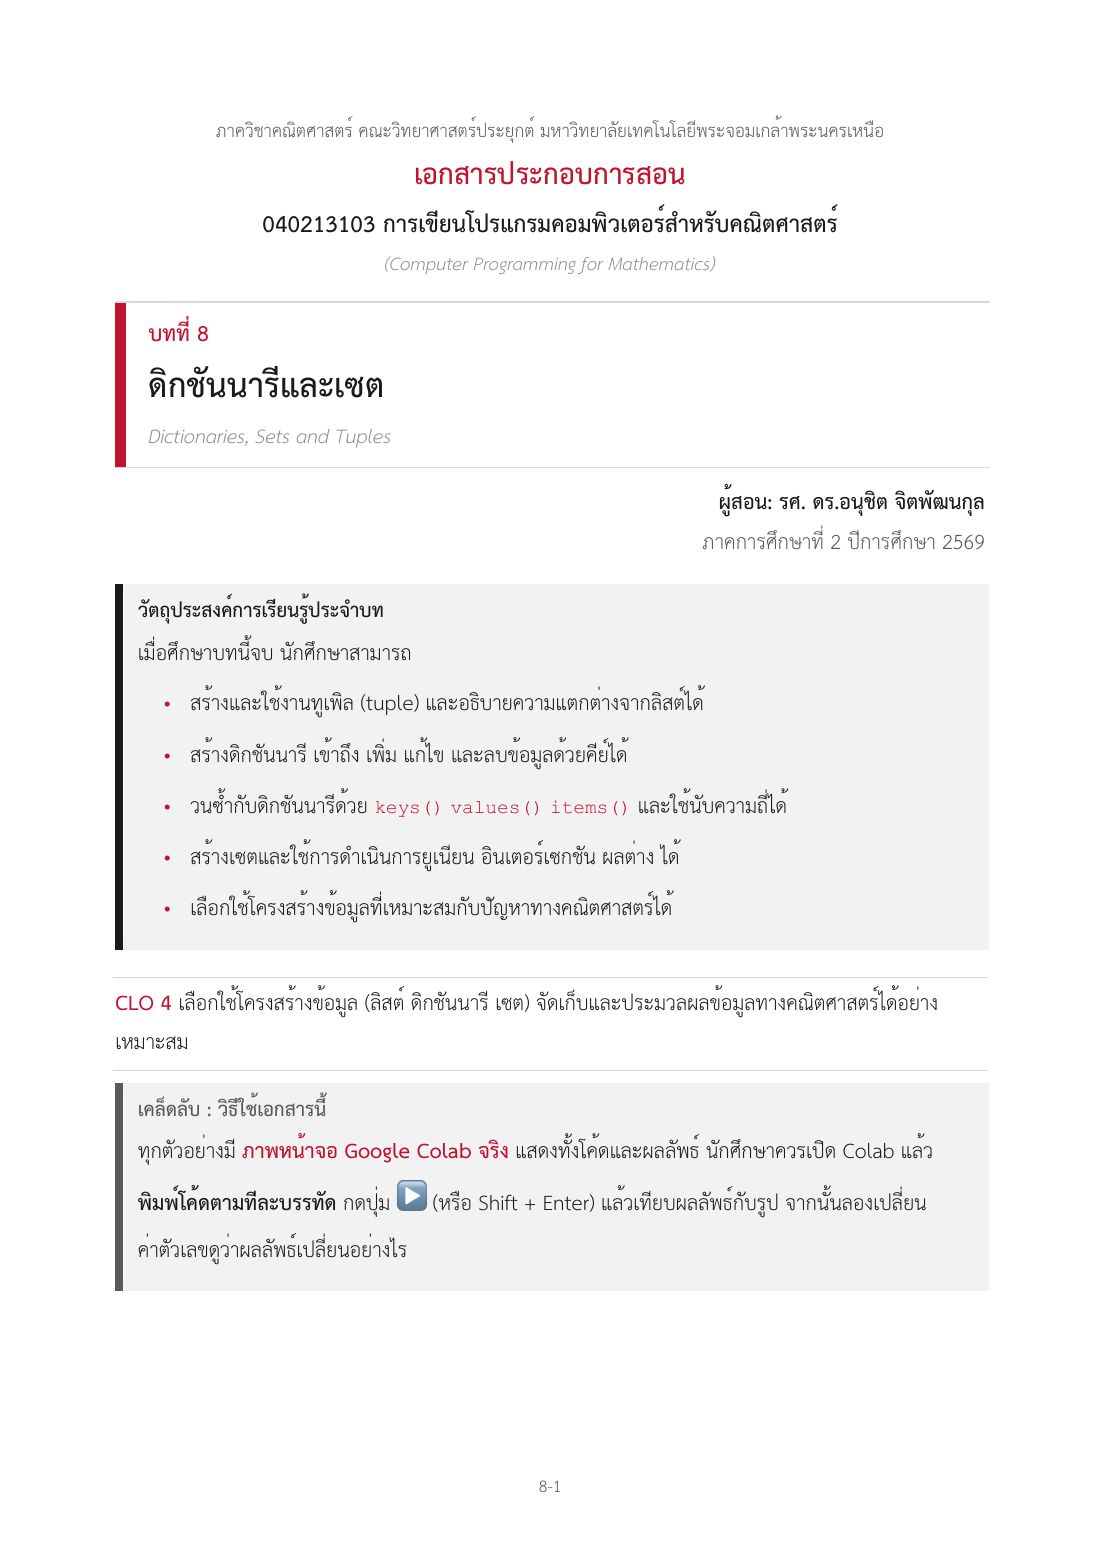 ภาควิชาคณิตศาสตร์ คณะวิทยาศาสตร์ประยุกต์ มหาวิทยาลัยเทคโนโลยีพระจอมเกล้าพระนครเหนือ
เอกสารประกอบการสอน
040213103 การเขียนโปรแกรมคอมพิวเตอร์สำหรับคณิตศาสตร์
(Computer Programming for Mathematics)
บทที่ 8
ดิกชันนารีและเซต
Dictionaries, Sets and Tuples
ผู้สอน: รศ. ดร.อนุชิต จิตพัฒนกุล
ภาคการศึกษาที่ 2 ปีการศึกษา 2569
วัตถุประสงค์การเรียนรู้ประจำบท
เมื่อศึกษาบทนี้จบ นักศึกษาสามารถ
• สร้างและใช้งานทูเพิล (tuple) และอธิบายความแตกต่างจากลิสต์ได้
• สร้างดิกชันนารี เข้าถึง เพิ่ม แก้ไข และลบข้อมูลด้วยคีย์ได้
• วนซ้ำกับดิกชันนารีด้วย keys() values() items() และใช้นับความถี่ได้
• สร้างเซตและใช้การดำเนินการยูเนียน อินเตอร์เซกชัน ผลต่าง ได้
• เลือกใช้โครงสร้างข้อมูลที่เหมาะสมกับปัญหาทางคณิตศาสตร์ได้
CLO 4 เลือกใช้โครงสร้างข้อมูล (ลิสต์ ดิกชันนารี เซต) จัดเก็บและประมวลผลข้อมูลทางคณิตศาสตร์ได้อย่าง
เหมาะสม
เคล็ดลับ : วิธีใช้เอกสารนี้
ทุกตัวอย่างมี ภาพหน้าจอ Google Colab จริง แสดงทั้งโค้ดและผลลัพธ์ นักศึกษาควรเปิด Colab แล้ว
พิมพ์โค้ดตามทีละบรรทัด กดปุ่ม ▶ (หรือ Shift + Enter) แล้วเทียบผลลัพธ์กับรูป จากนั้นลองเปลี่ยน
ค่าตัวเลขดูว่าผลลัพธ์เปลี่ยนอย่างไร
8-1